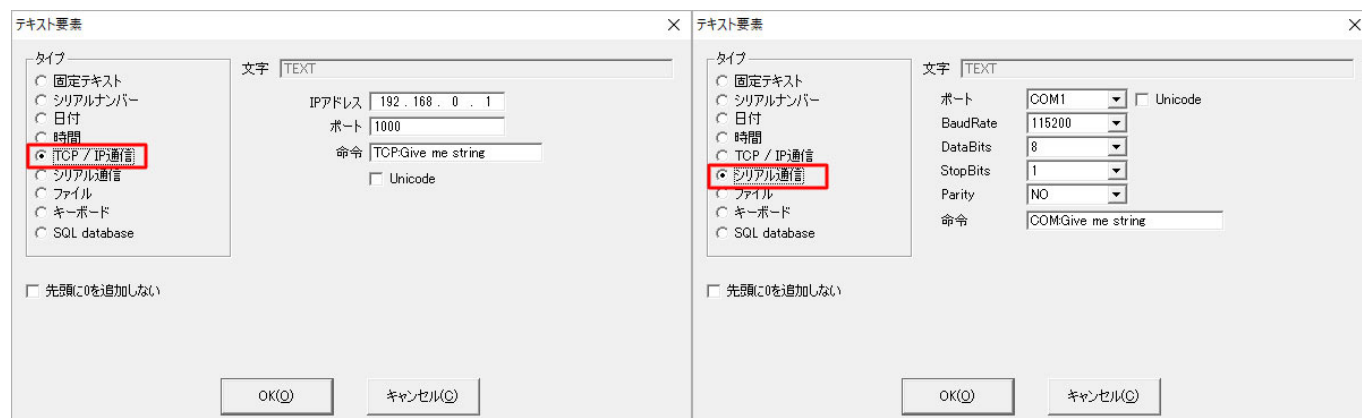 テキスト要素
タイプ
固定テキスト
シリアルナンバー
日付
時間
TCP / IP通信
シリアル通信
ファイル
キーボード
SQL database
文字 TEXT
IPアドレス 192 . 168 . 0 . 1
ポート 1000
命令 TCP:Give me string
Unicode
先頭に0を追加しない
OK(O) キャンセル(C)
テキスト要素
タイプ
固定テキスト
シリアルナンバー
日付
時間
TCP / IP通信
シリアル通信
ファイル
キーボード
SQL database
文字 TEXT
ポート COM1 Unicode
BaudRate 115200
DataBits 8
StopBits 1
Parity NO
命令 COM:Give me string
先頭に0を追加しない
OK(O) キャンセル(C)